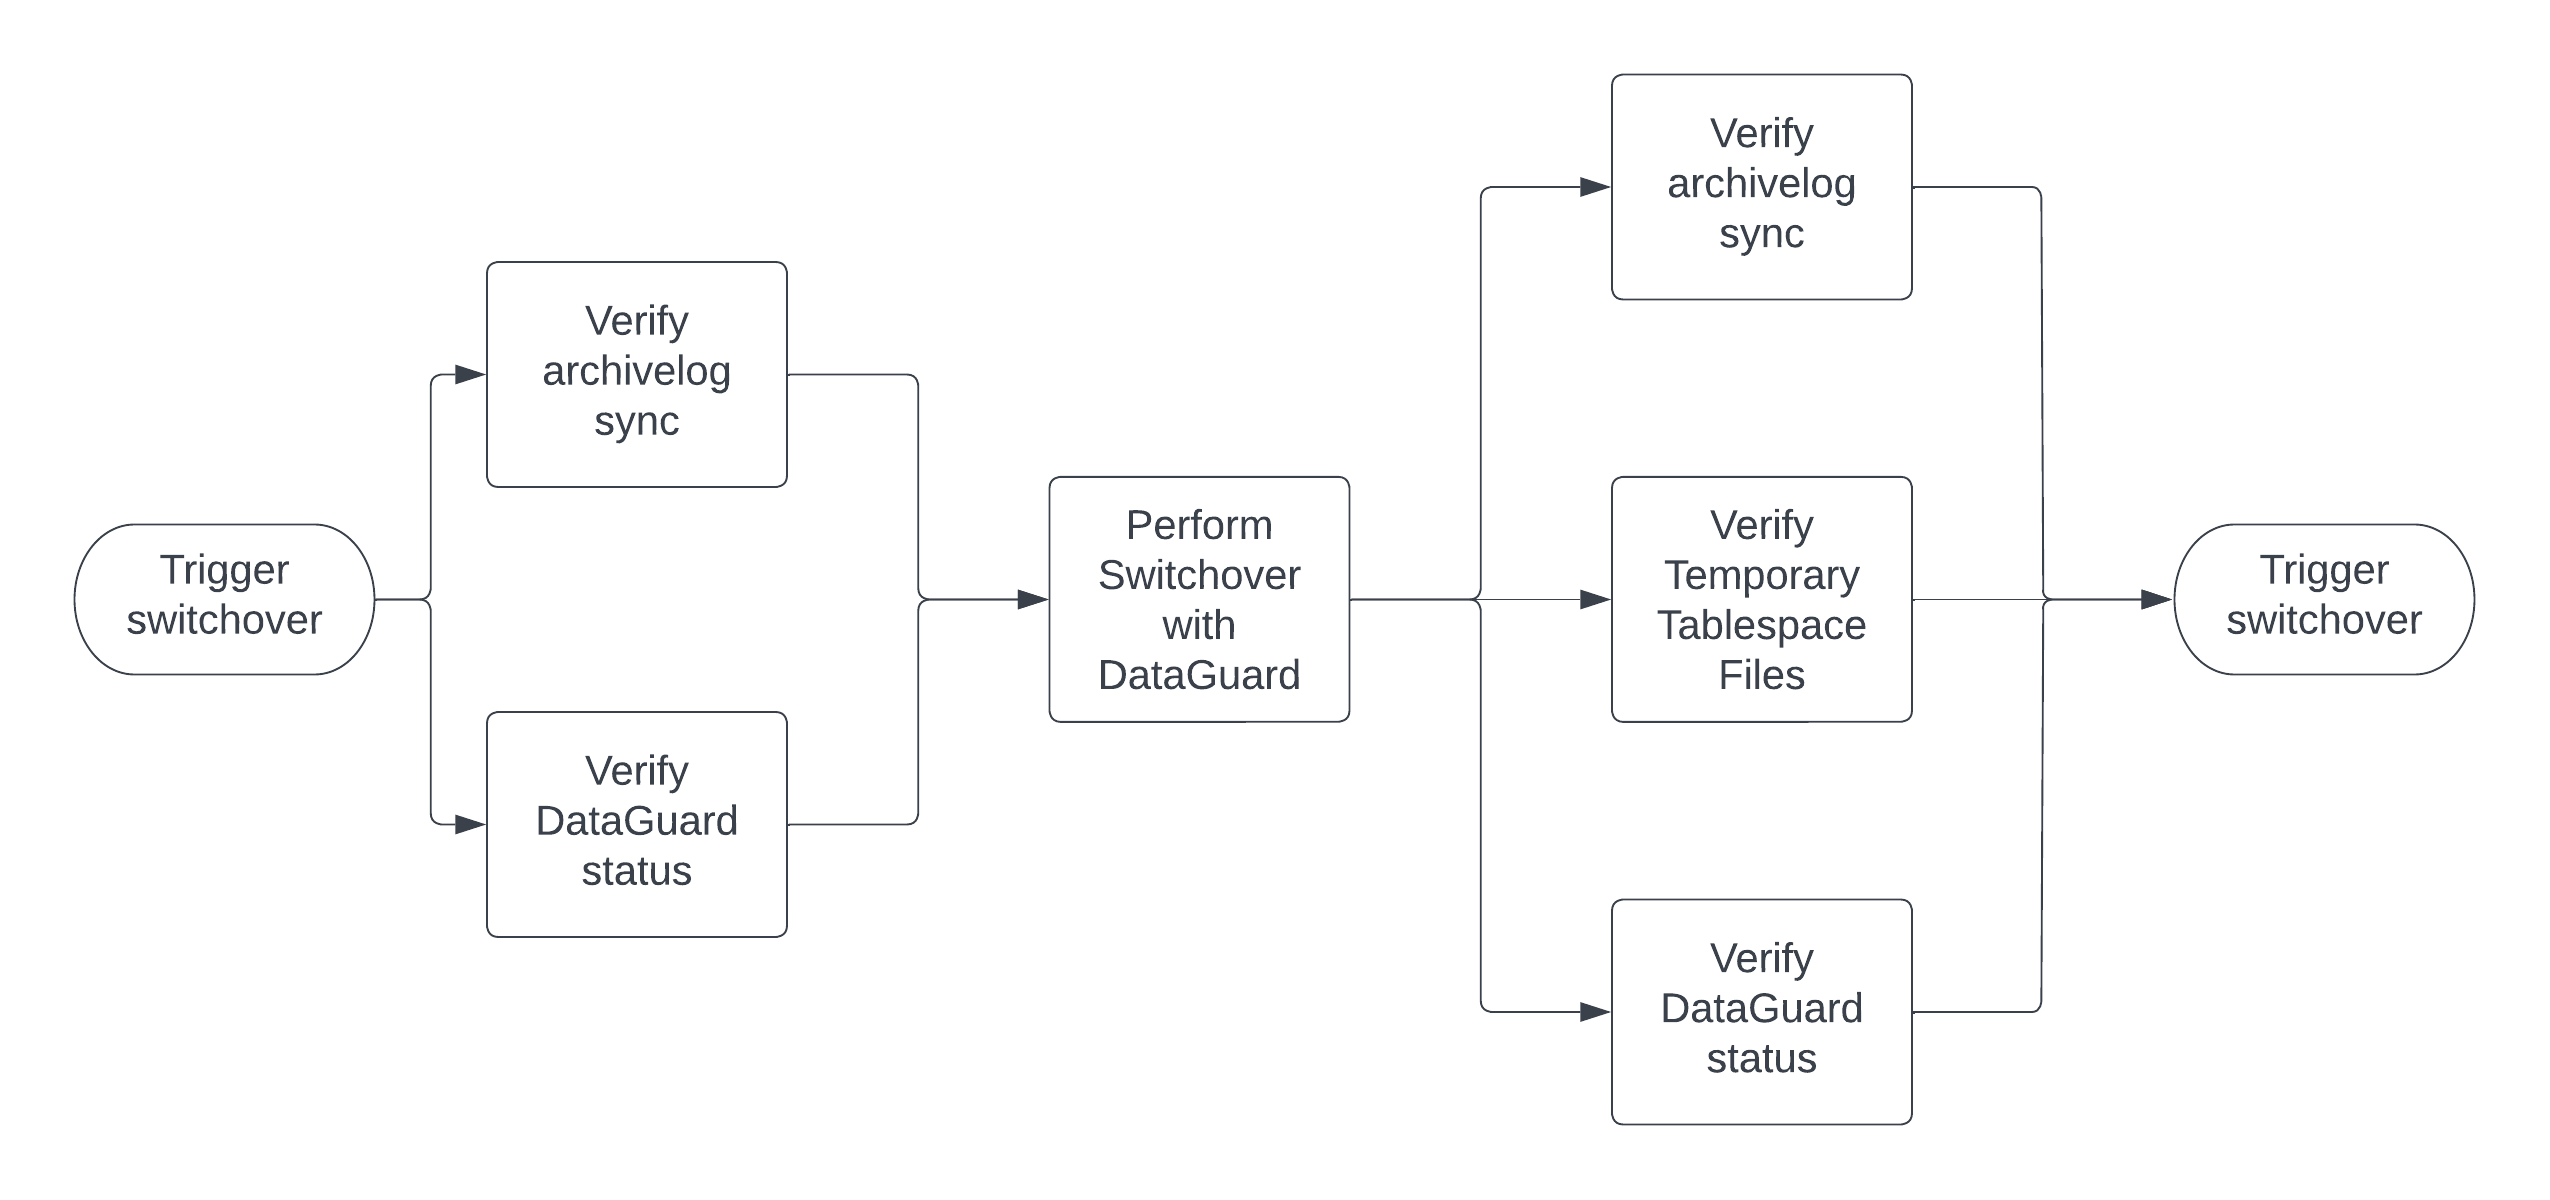 Trigger
switchover
Verify
archivelog
sync
Verify
DataGuard
status
Perform
Switchover
with
DataGuard
Verify
archivelog
sync
Verify
Temporary
Tablespace
Files
Verify
DataGuard
status
Trigger
switchover